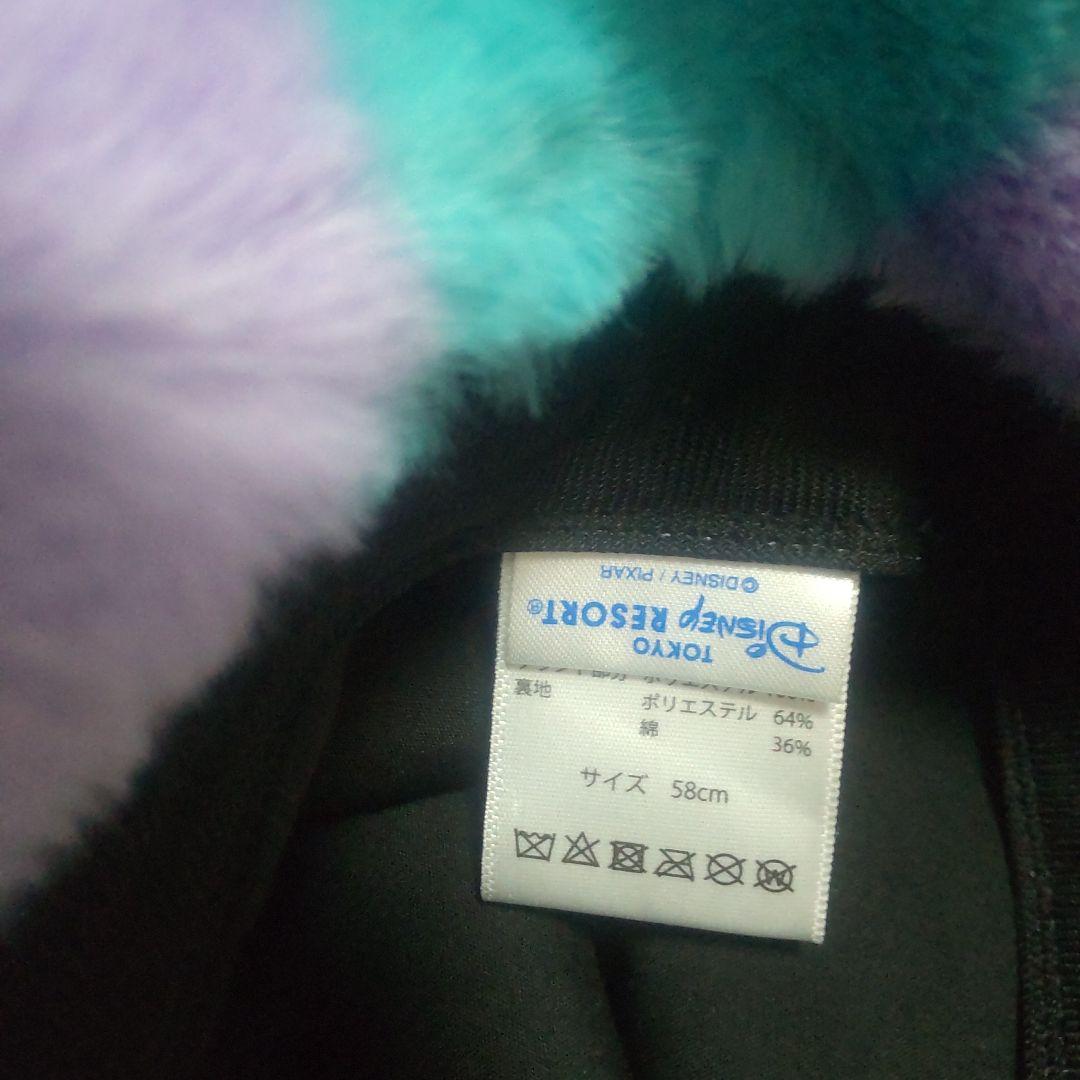 TOKYO
Disney RESORT®
©DISNEY / PIXAR
裏地 ポリエステル 64%
綿 36%
サイズ 58cm